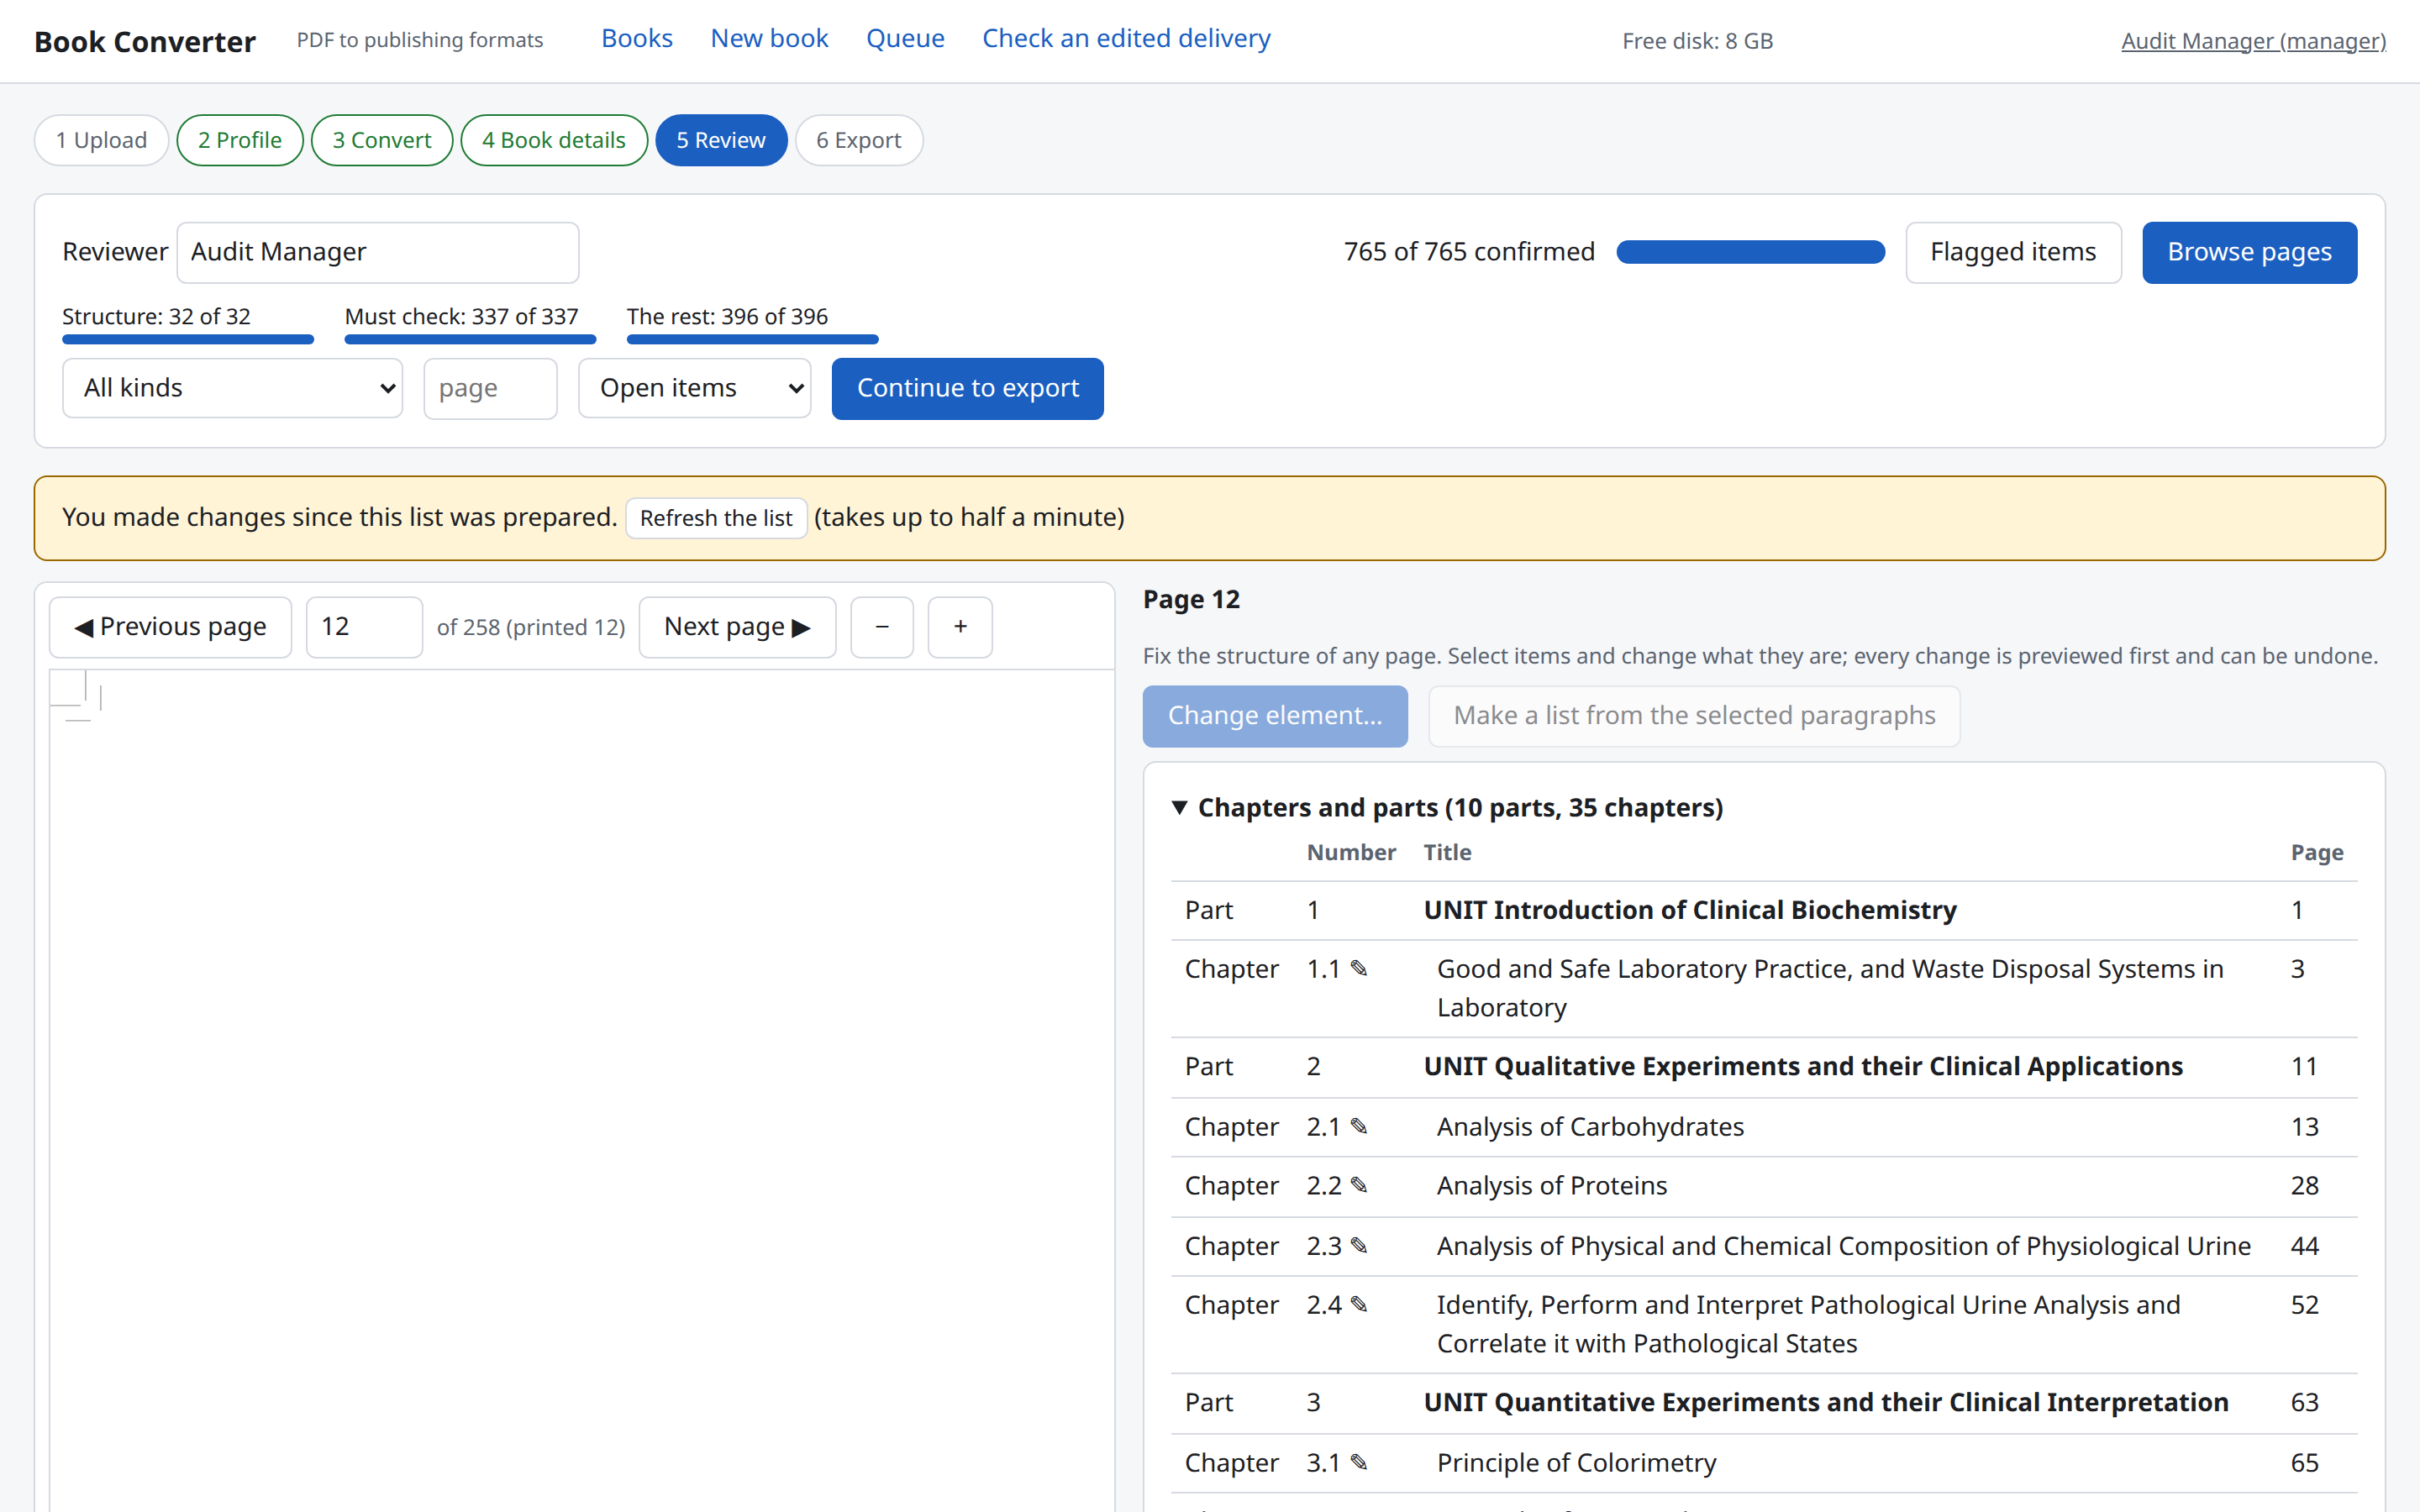 Book Converter PDF to publishing formats Books New book Queue Check an edited delivery Free disk: 8 GB Audit Manager (manager)
1 Upload 2 Profile 3 Convert 4 Book details 5 Review 6 Export
Reviewer Audit Manager 765 of 765 confirmed Flagged items Browse pages
Structure: 32 of 32 Must check: 337 of 337 The rest: 396 of 396
All kinds page Open items Continue to export
You made changes since this list was prepared. Refresh the list (takes up to half a minute)
◀ Previous page 12 of 258 (printed 12) Next page ▶ − +
Page 12
Fix the structure of any page. Select items and change what they are; every change is previewed first and can be undone.
Change element... Make a list from the selected paragraphs
▼ Chapters and parts (10 parts, 35 chapters)
Number Title Page
Part 1 UNIT Introduction of Clinical Biochemistry 1
Chapter 1.1 ✎ Good and Safe Laboratory Practice, and Waste Disposal Systems in 3
Laboratory
Part 2 UNIT Qualitative Experiments and their Clinical Applications 11
Chapter 2.1 ✎ Analysis of Carbohydrates 13
Chapter 2.2 ✎ Analysis of Proteins 28
Chapter 2.3 ✎ Analysis of Physical and Chemical Composition of Physiological Urine 44
Chapter 2.4 ✎ Identify, Perform and Interpret Pathological Urine Analysis and 52
Correlate it with Pathological States
Part 3 UNIT Quantitative Experiments and their Clinical Interpretation 63
Chapter 3.1 ✎ Principle of Colorimetry 65